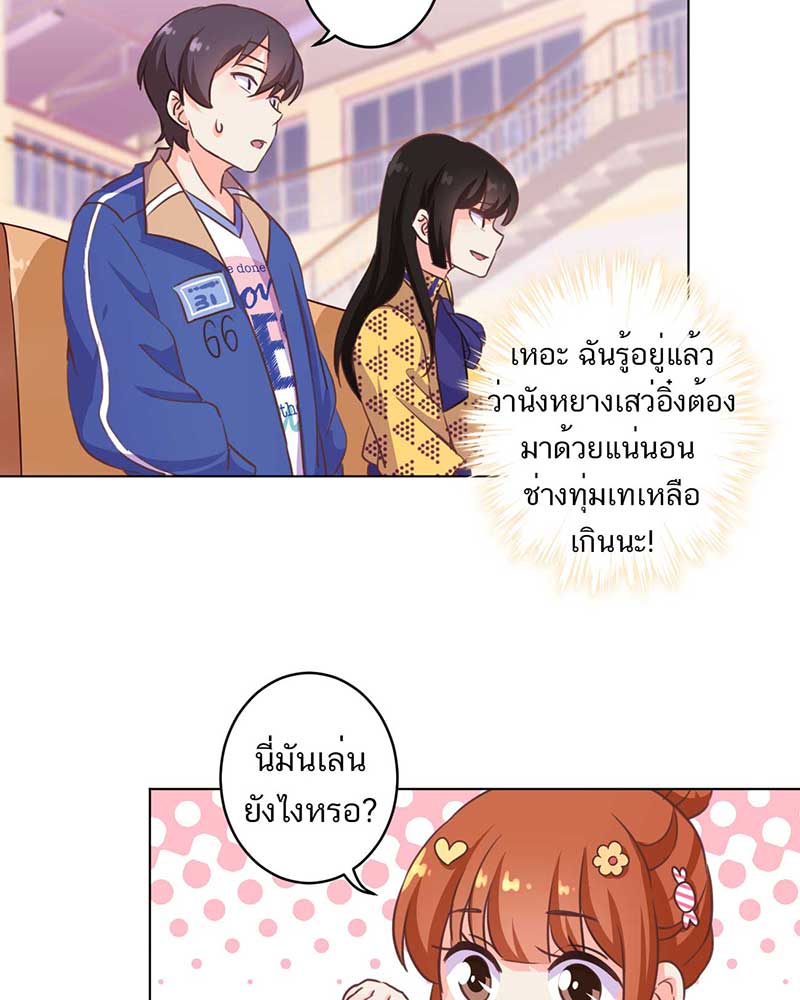 e done
31
66
the
เหอะ ฉันรู้อยู่แล้ว
ว่านังหยางเสว่อิ๋งต้อง
มาด้วยแน่นอน
ช่างทุ่มเทเหลือ
เกินนะ!
นี่มันเล่น
ยังไงหรอ?